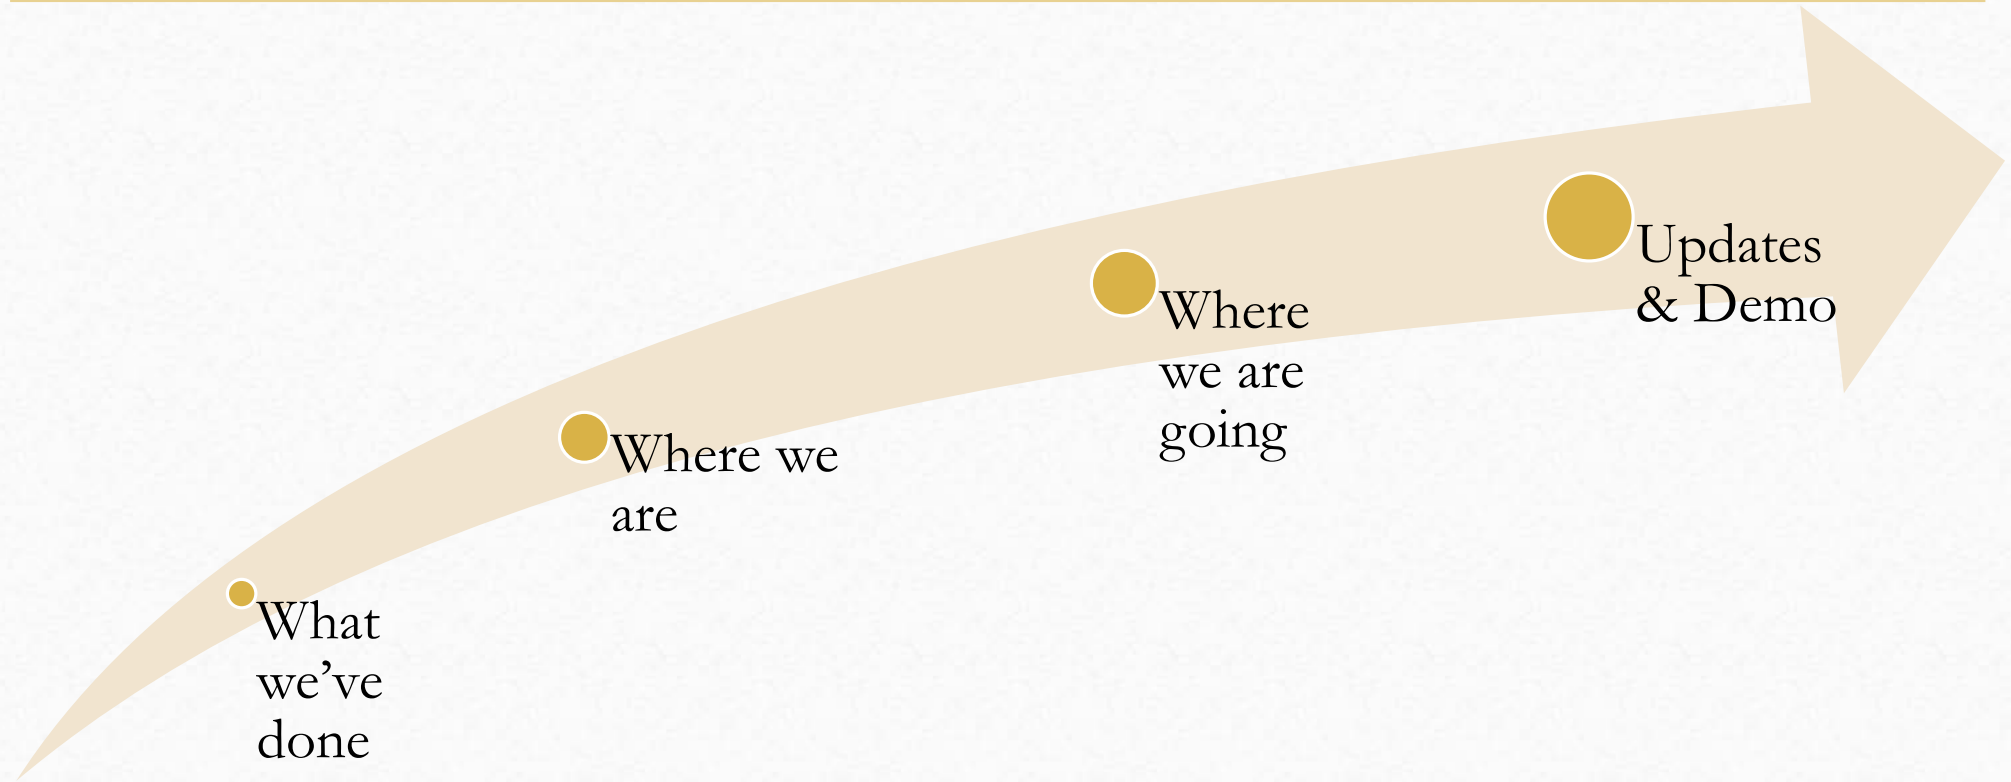 What
we’ve
done
Where we
are
Where
we are
going
Updates
& Demo